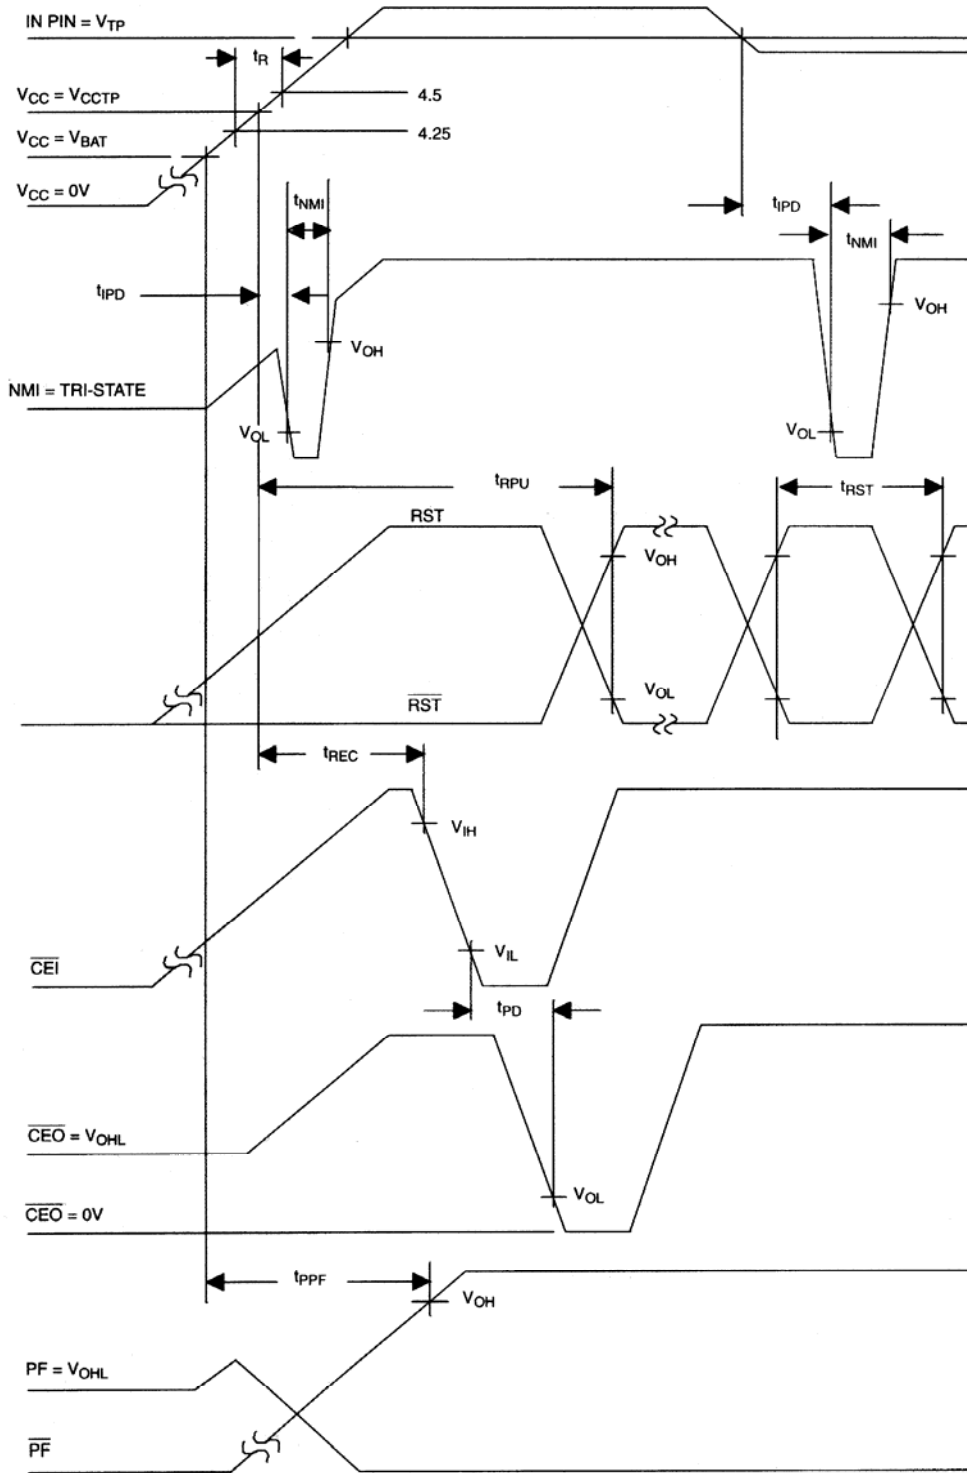 IN PIN = VTP
tR
VCC = VCCTP
4.5
VCC = VBAT
4.25
VCC = 0V
tNMI
tIPD
tNMI
tIPD
VOH
VOH
NMI = TRI-STATE
VOL
VOL
tRPU
tRST
RST
VOH
RST
VOL
tREC
VIH
VIL
CEI
tPD
CEO = VOHL
VOL
CEO = 0V
tPPF
VOH
PF = VOHL
PF